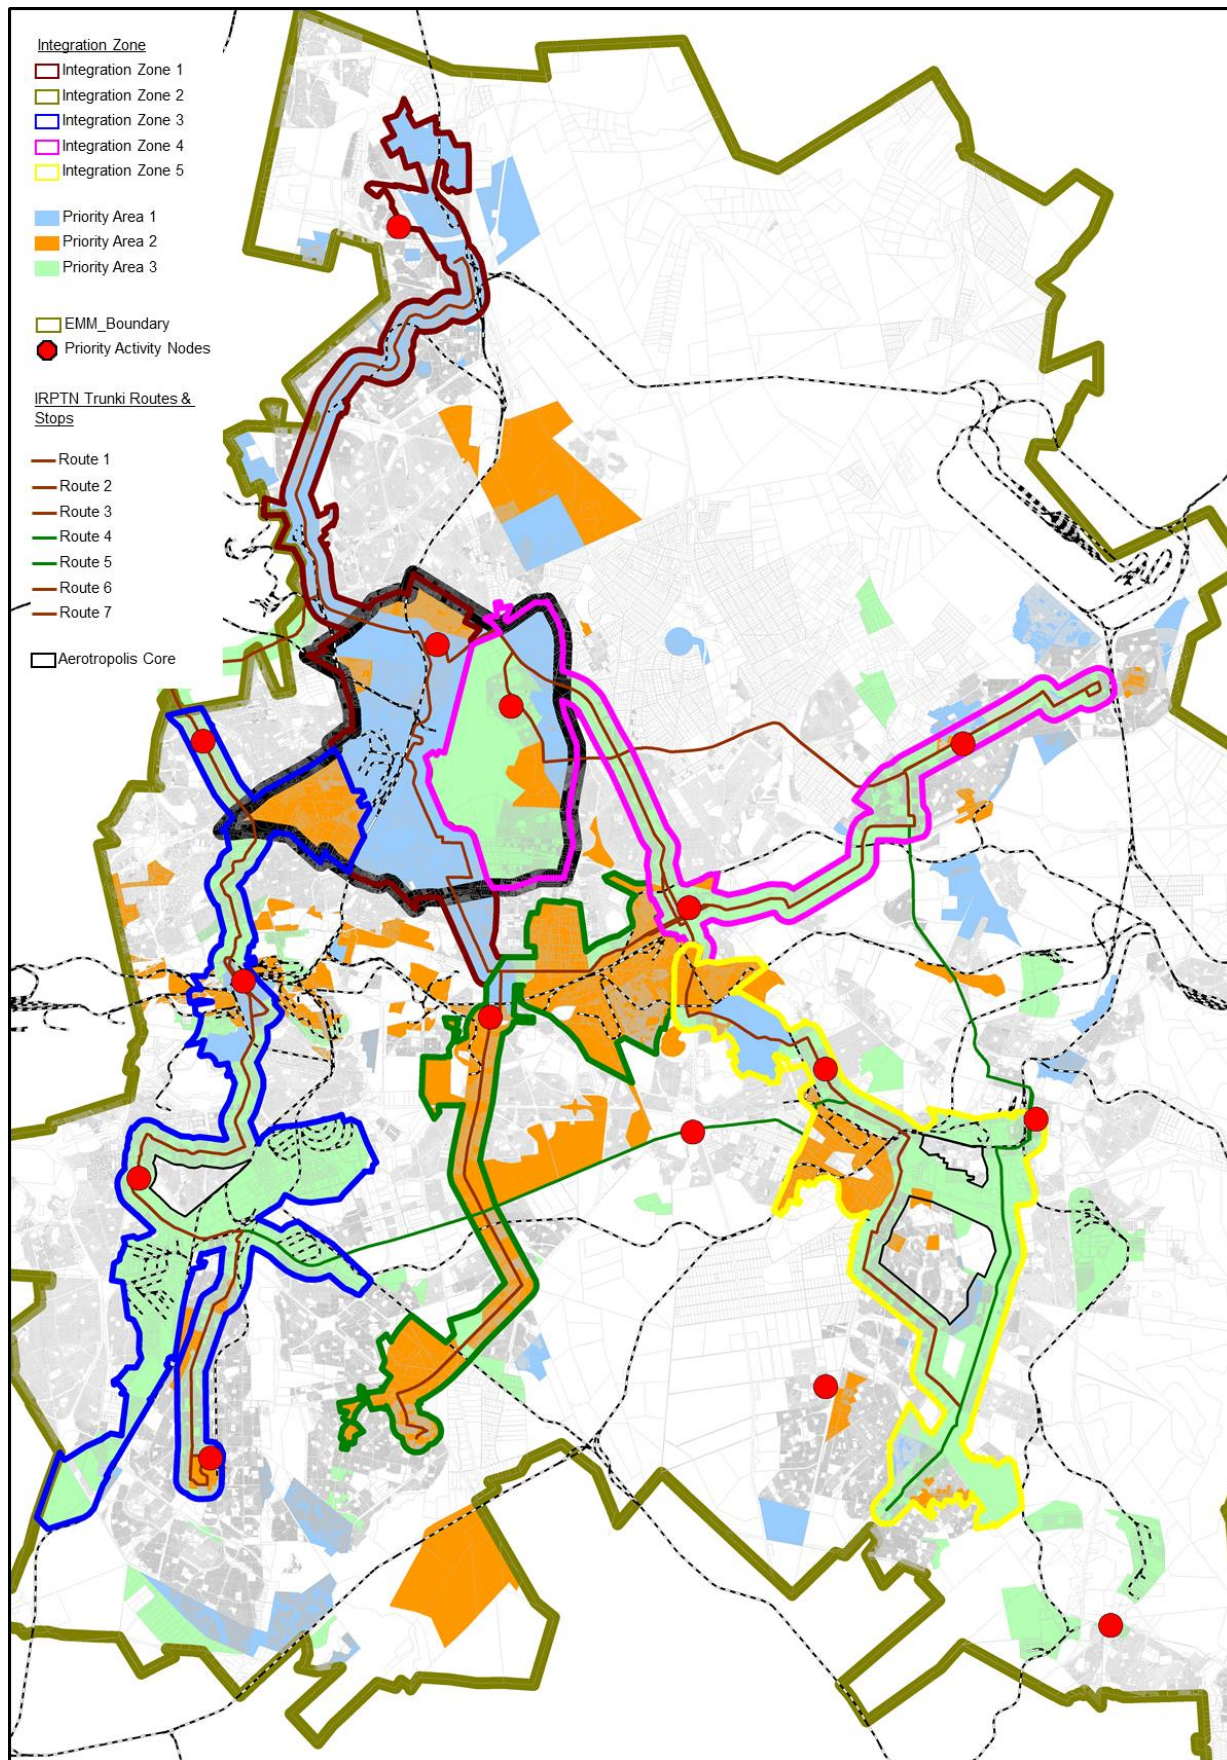 Integration Zone
Integration Zone 1
Integration Zone 2
Integration Zone 3
Integration Zone 4
Integration Zone 5
Priority Area 1
Priority Area 2
Priority Area 3
EMM_Boundary
Priority Activity Nodes
IRPTN Trunki Routes &
Stops
Route 1
Route 2
Route 3
Route 4
Route 5
Route 6
Route 7
Aerotropolis Core